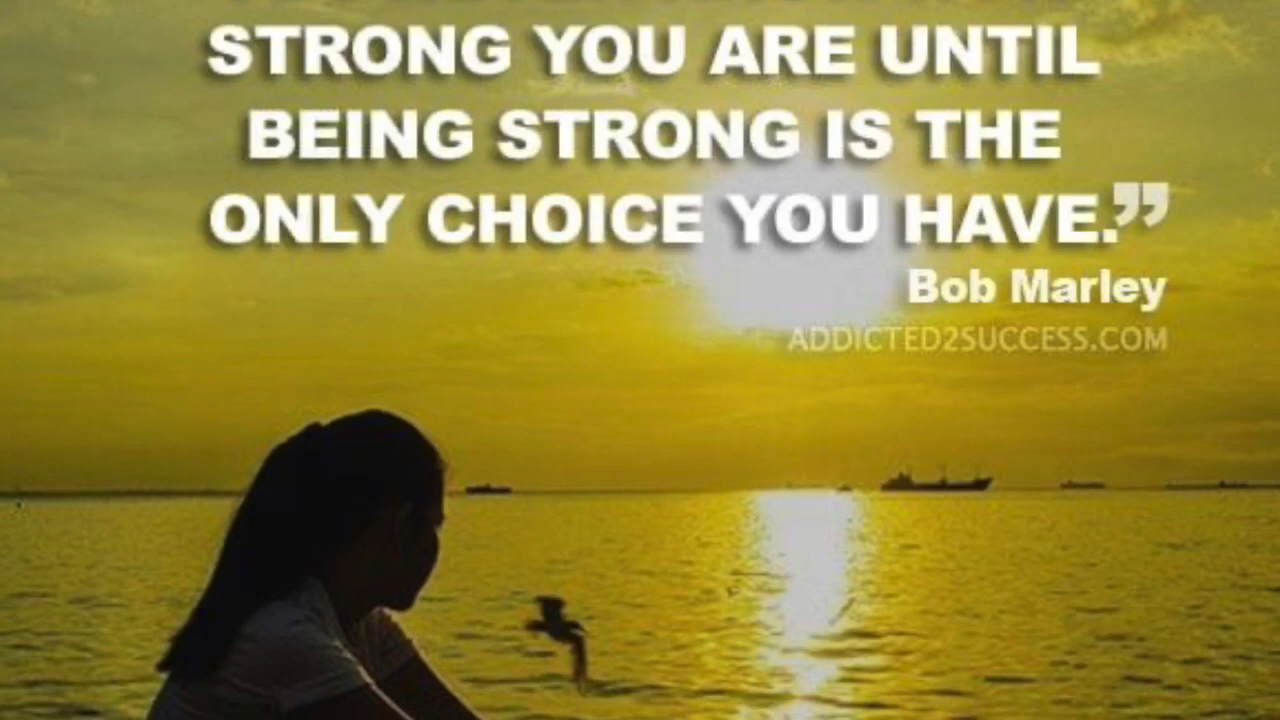 STRONG YOU ARE UNTIL
BEING STRONG IS THE
ONLY CHOICE YOU HAVE.”
Bob Marley
ADDICTED2SUCCESS.COM